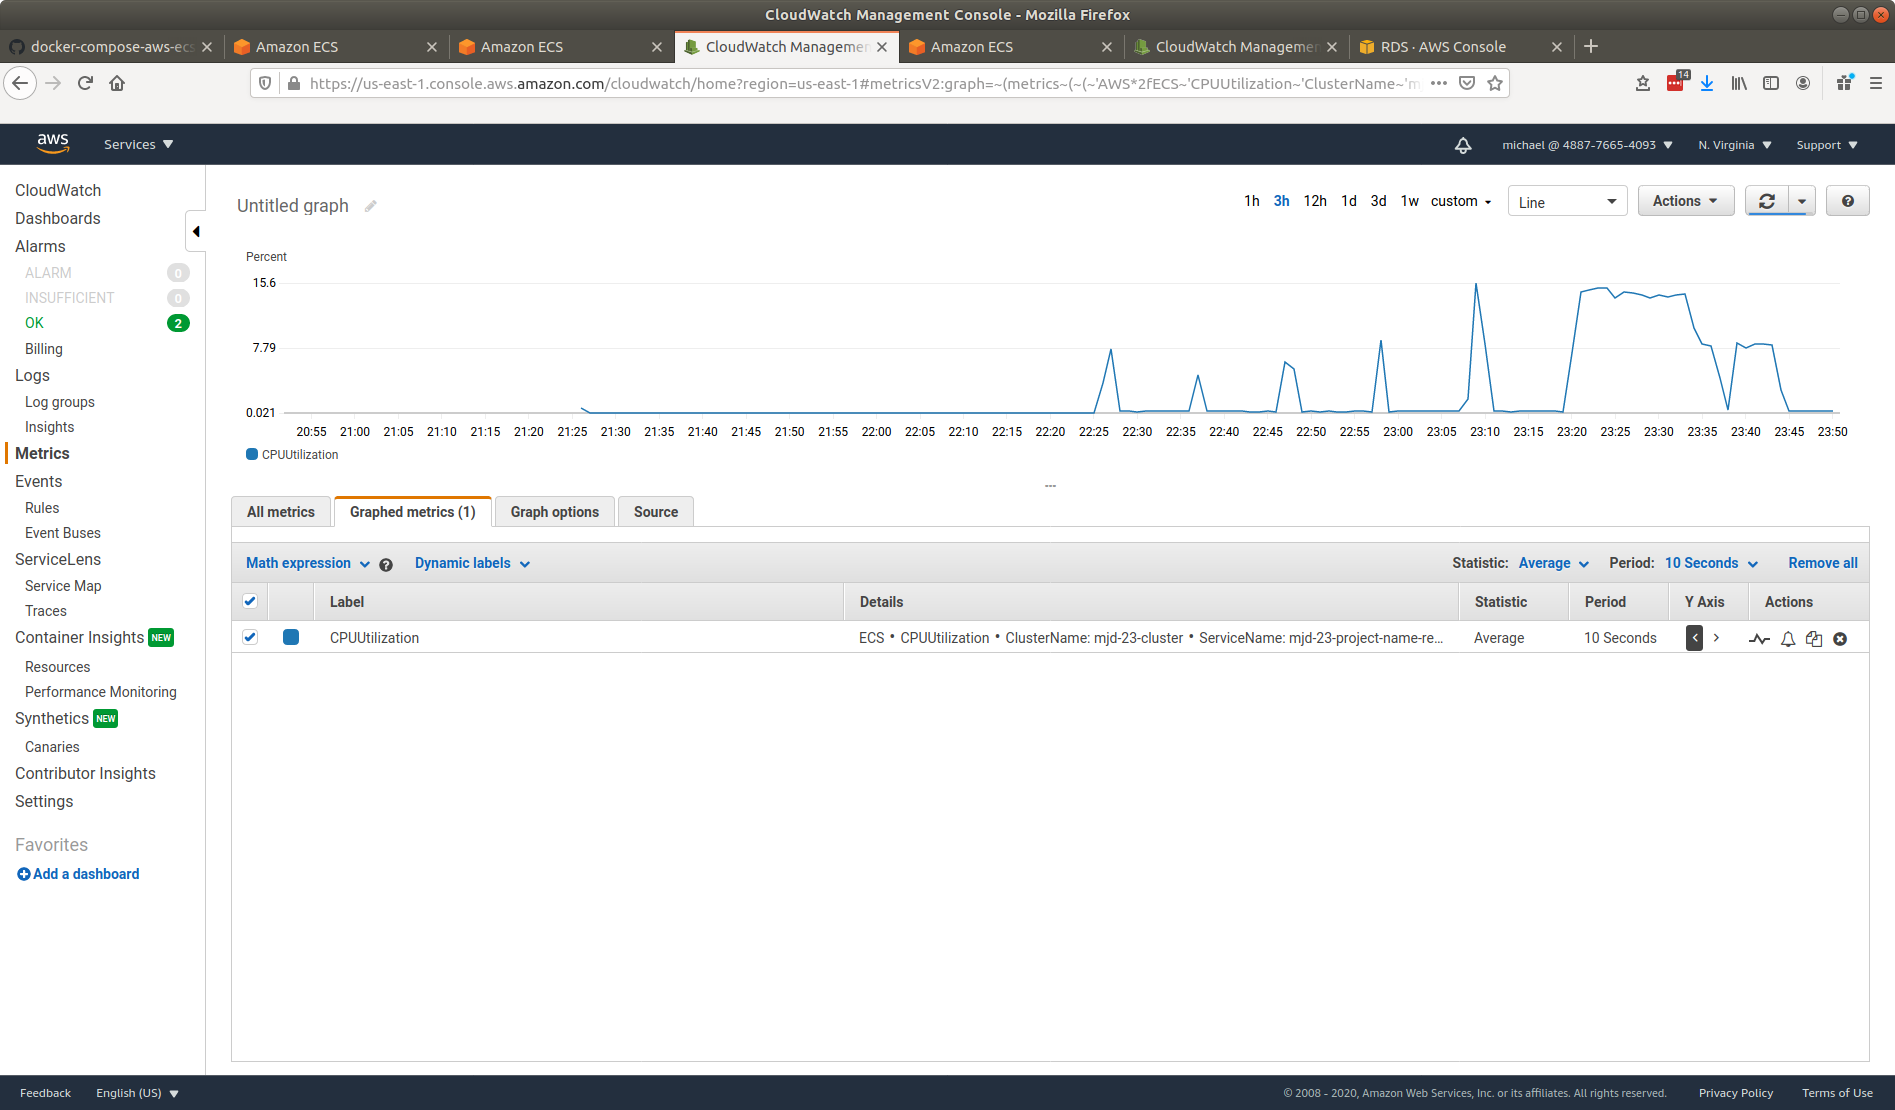 CloudWatch Management Console - Mozilla Firefox
docker-compose-aws-ecs
Amazon ECS
Amazon ECS
CloudWatch Managemen
Amazon ECS
CloudWatch Managemen
RDS · AWS Console
https://us-east-1.console.aws.amazon.com/cloudwatch/home?region=us-east-1#metricsV2:graph=~(metrics~(~(~'AWS*2fECS~'CPUUtilization~'ClusterName~'m
14
aws
Services
michael @ 4887-7665-4093
N. Virginia
Support
CloudWatch
Dashboards
Alarms
ALARM 0
INSUFFICIENT 0
OK 2
Billing
Logs
Log groups
Insights
Metrics
Events
Rules
Event Buses
ServiceLens
Service Map
Traces
Container Insights NEW
Resources
Performance Monitoring
Synthetics NEW
Canaries
Contributor Insights
Settings
Favorites
Add a dashboard
Untitled graph
1h 3h 12h 1d 3d 1w custom
Line
Actions
?
Percent
15.6
7.79
0.021
20:55 21:00 21:05 21:10 21:15 21:20 21:25 21:30 21:35 21:40 21:45 21:50 21:55 22:00 22:05 22:10 22:15 22:20 22:25 22:30 22:35 22:40 22:45 22:50 22:55 23:00 23:05 23:10 23:15 23:20 23:25 23:30 23:35 23:40 23:45 23:50
CPUUtilization
All metrics
Graphed metrics (1)
Graph options
Source
Math expression ? Dynamic labels
Statistic: Average Period: 10 Seconds Remove all
Label Details Statistic Period Y Axis Actions
CPUUtilization ECS • CPUUtilization • ClusterName: mjd-23-cluster • ServiceName: mjd-23-project-name-re... Average 10 Seconds < >
Feedback English (US)
© 2008 - 2020, Amazon Web Services, Inc. or its affiliates. All rights reserved. Privacy Policy Terms of Use